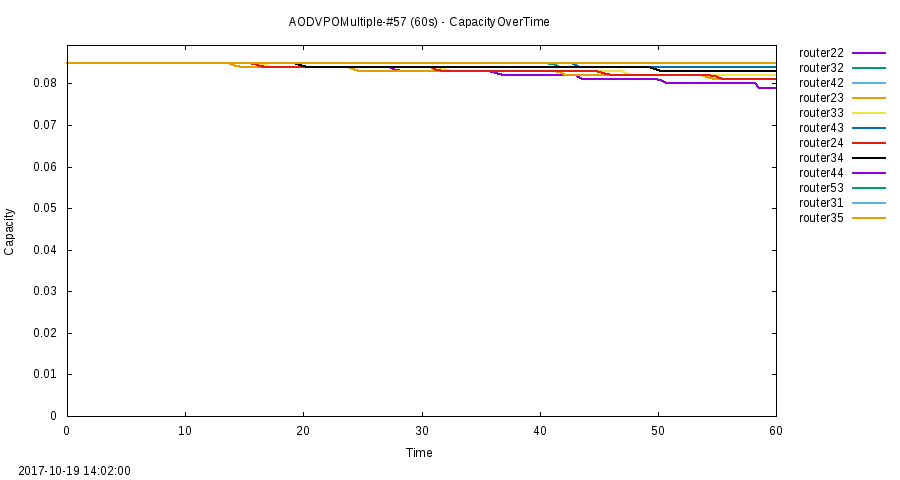 AODVPOMultiple-#57 (60s) - CapacityOverTime
router22
router32
router42
router23
router33
router43
router24
router34
router44
router53
router31
router35
0.08
0.07
0.06
0.05
0.04
0.03
0.02
0.01
0
Capacity
0 10 20 30 40 50 60
Time
2017-10-19 14:02:00